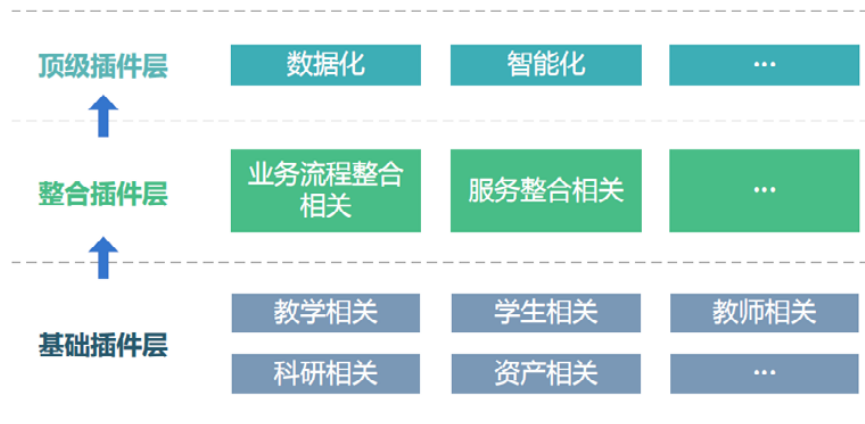 顶级插件层
数据化
智能化
...
整合插件层
业务流程整合
相关
服务整合相关
...
基础插件层
教学相关
学生相关
教师相关
科研相关
资产相关
...